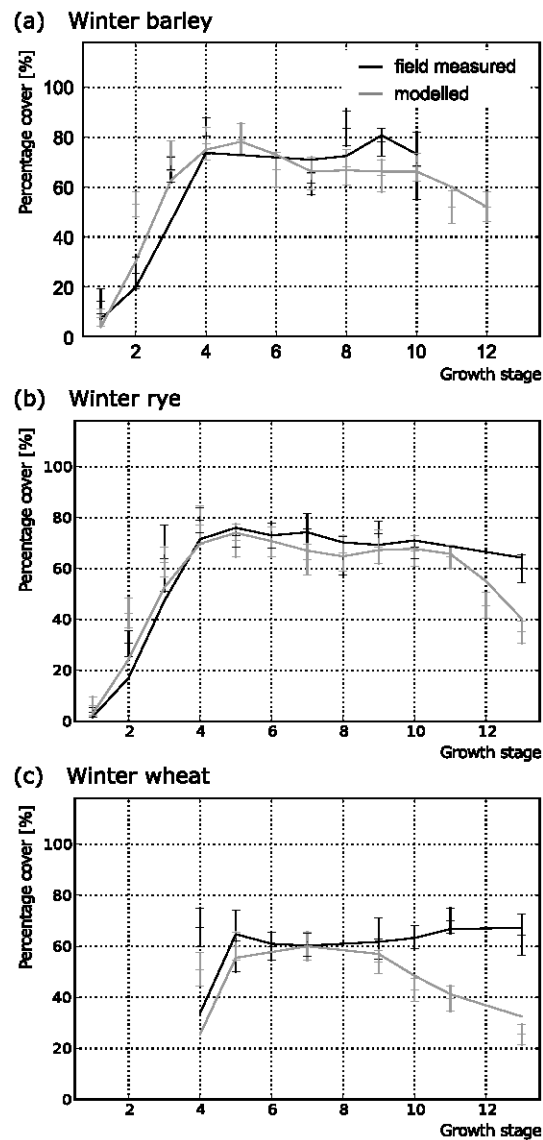 (a) Winter barley
Percentage cover [%]
100
80
60
40
20
0
field measured
modelled
2 4 6 8 10 12
Growth stage
(b) Winter rye
Percentage cover [%]
100
80
60
40
20
0
2 4 6 8 10 12
Growth stage
(c) Winter wheat
Percentage cover [%]
100
80
60
40
20
0
2 4 6 8 10 12
Growth stage